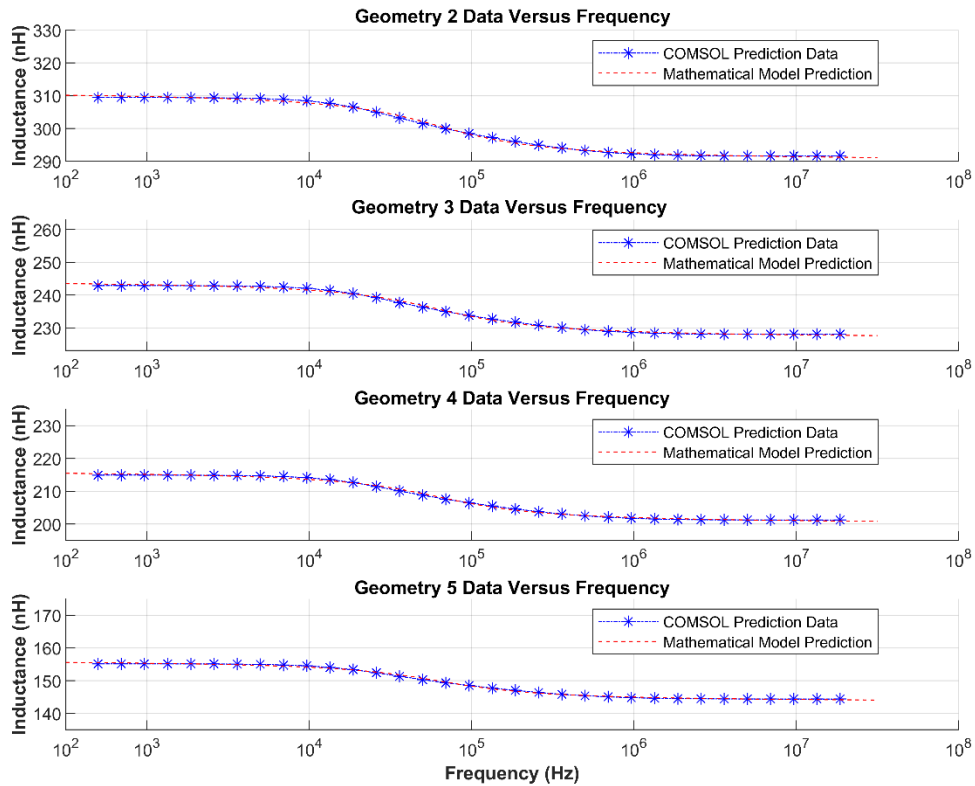 Geometry 2 Data Versus Frequency
Inductance (nH)
330
320
310
300
290
COMSOL Prediction Data
Mathematical Model Prediction
10^2 10^3 10^4 10^5 10^6 10^7 10^8
Geometry 3 Data Versus Frequency
Inductance (nH)
260
250
240
230
COMSOL Prediction Data
Mathematical Model Prediction
10^2 10^3 10^4 10^5 10^6 10^7 10^8
Geometry 4 Data Versus Frequency
Inductance (nH)
230
220
210
200
COMSOL Prediction Data
Mathematical Model Prediction
10^2 10^3 10^4 10^5 10^6 10^7 10^8
Geometry 5 Data Versus Frequency
Inductance (nH)
170
160
150
140
COMSOL Prediction Data
Mathematical Model Prediction
10^2 10^3 10^4 10^5 10^6 10^7 10^8
Frequency (Hz)